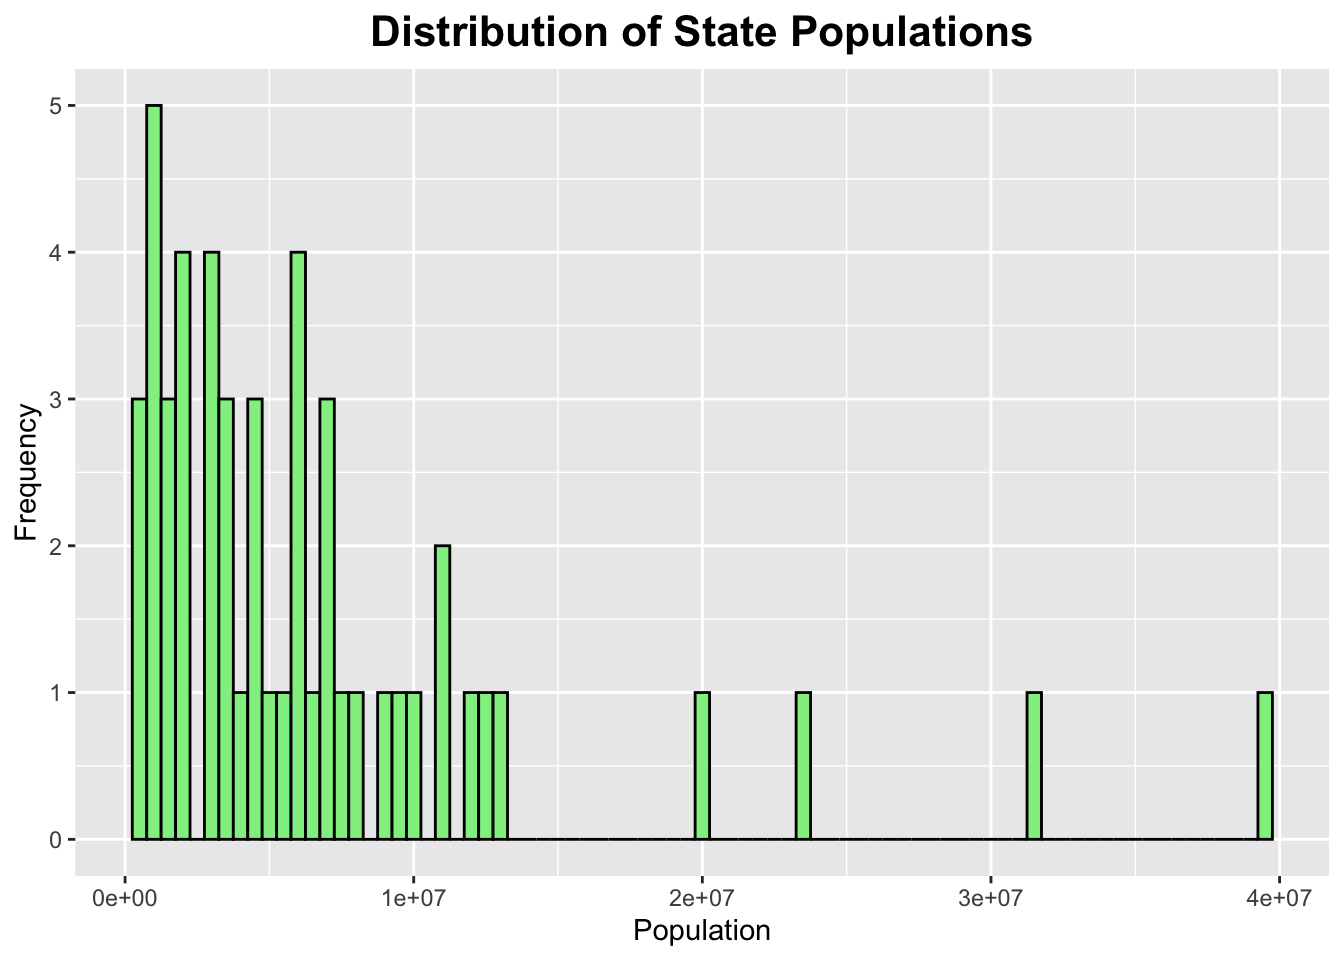 Distribution of State Populations
5
4
3
2
1
0
Frequency
0e+00
1e+07
2e+07
3e+07
4e+07
Population